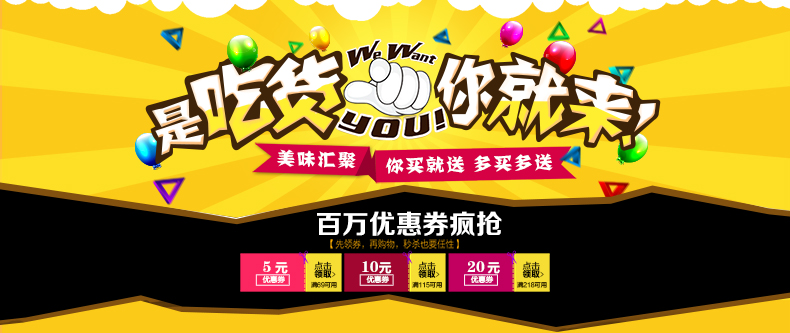 We Want
是吃货 你就来!
YOU!
美味汇聚 你买就送 多买多送
百万优惠券疯抢
【先领券，再购物，秒杀也要任性】
5元 点击 10元 点击 20元 点击
优惠券 领取> 优惠券 领取> 优惠券 领取>
满69可用 满115可用 满218可用